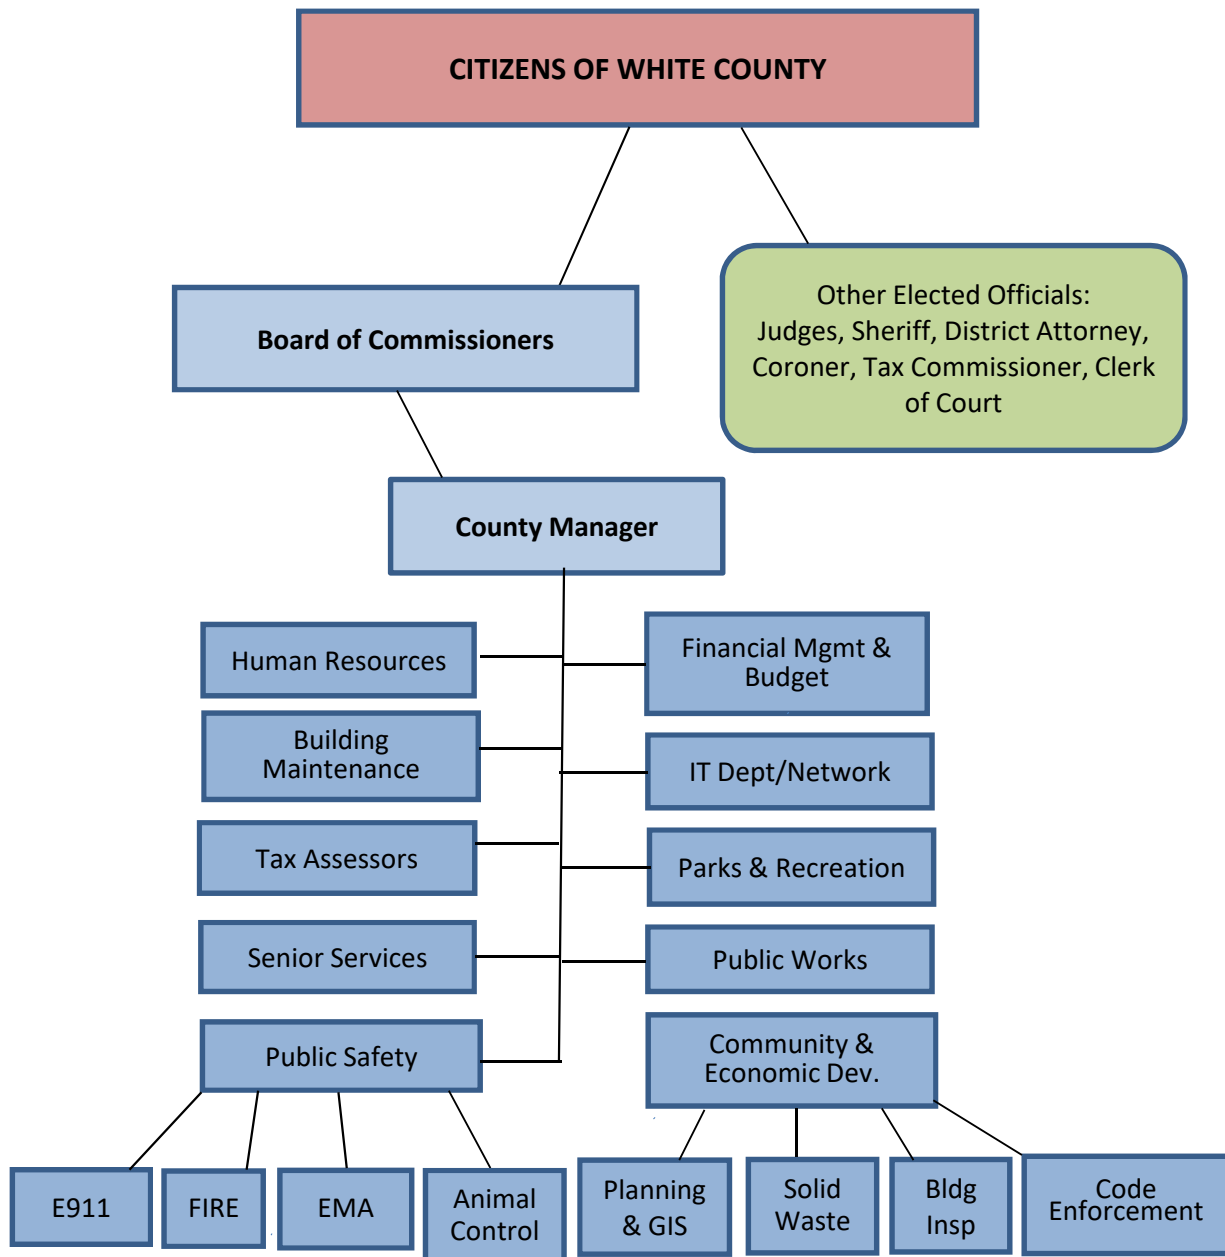 CITIZENS OF WHITE COUNTY
Other Elected Officials:
Judges, Sheriff, District Attorney,
Coroner, Tax Commissioner, Clerk
of Court
Board of Commissioners
County Manager
Human Resources
Financial Mgmt &
Budget
Building
Maintenance
IT Dept/Network
Tax Assessors
Parks & Recreation
Senior Services
Public Works
Public Safety
Community &
Economic Dev.
E911
FIRE
EMA
Animal
Control
Planning
& GIS
Solid
Waste
Bldg
Insp
Code
Enforcement